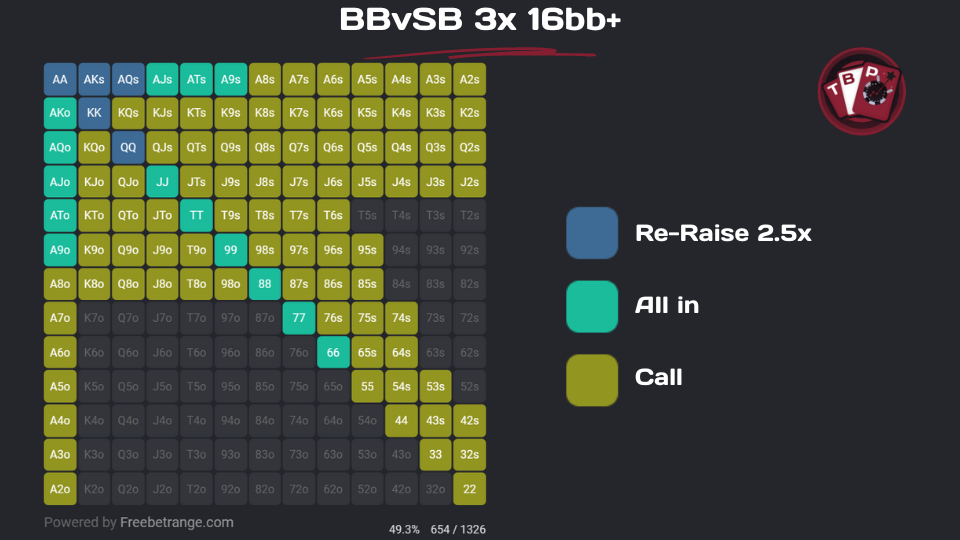 BBvSB 3x 16bb+
AA AKs AQs AJs ATs A9s A8s A7s A6s A5s A4s A3s A2s
AKo KK KQs KJs KTs K9s K8s K7s K6s K5s K4s K3s K2s
AQo KQo QQ QJs QTs Q9s Q8s Q7s Q6s Q5s Q4s Q3s Q2s
AJo KJo QJo JJ JTs J9s J8s J7s J6s J5s J4s J3s J2s
ATo KTo QTo JTo TT T9s T8s T7s T6s T5s T4s T3s T2s
A9o K9o Q9o J9o T9o 99 98s 97s 96s 95s 94s 93s 92s
A8o K8o Q8o J8o T8o 98o 88 87s 86s 85s 84s 83s 82s
A7o K7o Q7o J7o T7o 97o 87o 77 76s 75s 74s 73s 72s
A6o K6o Q6o J6o T6o 96o 86o 76o 66 65s 64s 63s 62s
A5o K5o Q5o J5o T5o 95o 85o 75o 65o 55 54s 53s 52s
A4o K4o Q4o J4o T4o 94o 84o 74o 64o 54o 44 43s 42s
A3o K3o Q3o J3o T3o 93o 83o 73o 63o 53o 43o 33 32s
A2o K2o Q2o J2o T2o 92o 82o 72o 62o 52o 42o 32o 22
Powered by Freebetrange.com
49.3% 654 / 1326
T B P
Re-Raise 2.5x
All in
Call